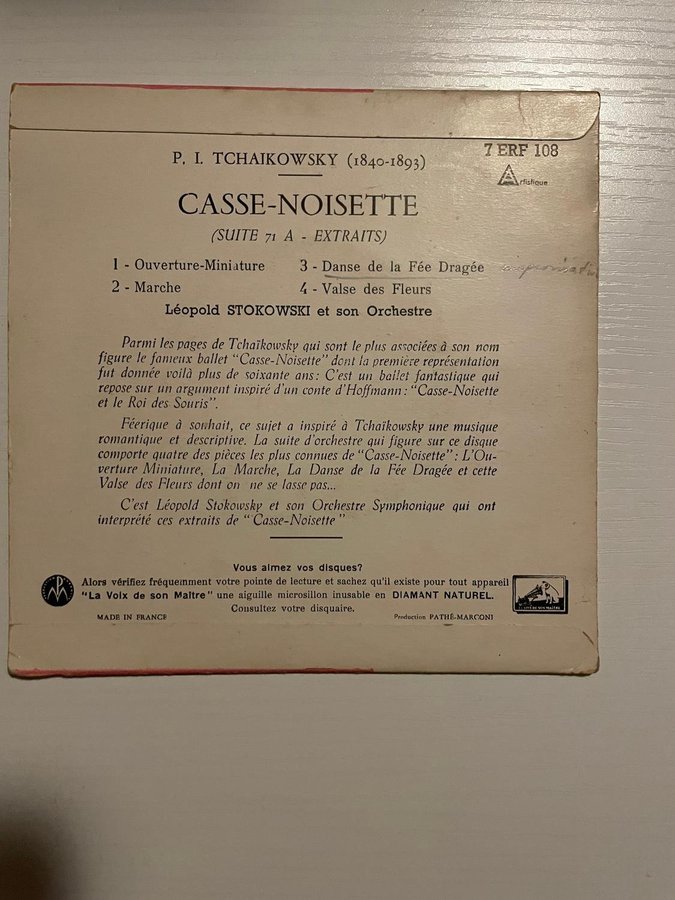 P. I. TCHAIKOWSKY (1840-1893)
7 ERF 108
Artistique
CASSE-NOISETTE
(SUITE 71 A - EXTRAITS)
1 - Ouverture-Miniature
2 - Marche
3 - Danse de la Fée Dragée
4 - Valse des Fleurs
Léopold STOKOWSKI et son Orchestre
Parmi les pages de Tchaïkowsky qui sont le plus associées à son nom
figure le fameux ballet "Casse-Noisette" dont la première représentation
fut donnée voilà plus de soixante ans : C'est un ballet fantastique qui
repose sur un argument inspiré d'un conte d'Hoffmann : "Casse-Noisette
et le Roi des Souris".
Féerique à souhait, ce sujet a inspiré à Tchaïkowsky une musique
romantique et descriptive. La suite d'orchestre qui figure sur ce disque
comporte quatre des pièces les plus connues de "Casse-Noisette" : L'Ou-
verture Miniature, La Marche, La Danse de la Fée Dragée et cette
Valse des Fleurs dont on ne se lasse pas...
C'est Léopold Stokowsky et son Orchestre Symphonique qui ont
interprété ces extraits de "Casse-Noisette"
Vous aimez vos disques?
Alors vérifiez fréquemment votre pointe de lecture et sachez qu'il existe pour tout appareil
"La Voix de son Maître" une aiguille microsillon inusable en DIAMANT NATUREL.
Consultez votre disquaire.
MADE IN FRANCE
Production PATHÉ-MARCONI
LA VOIX DE SON MAITRE